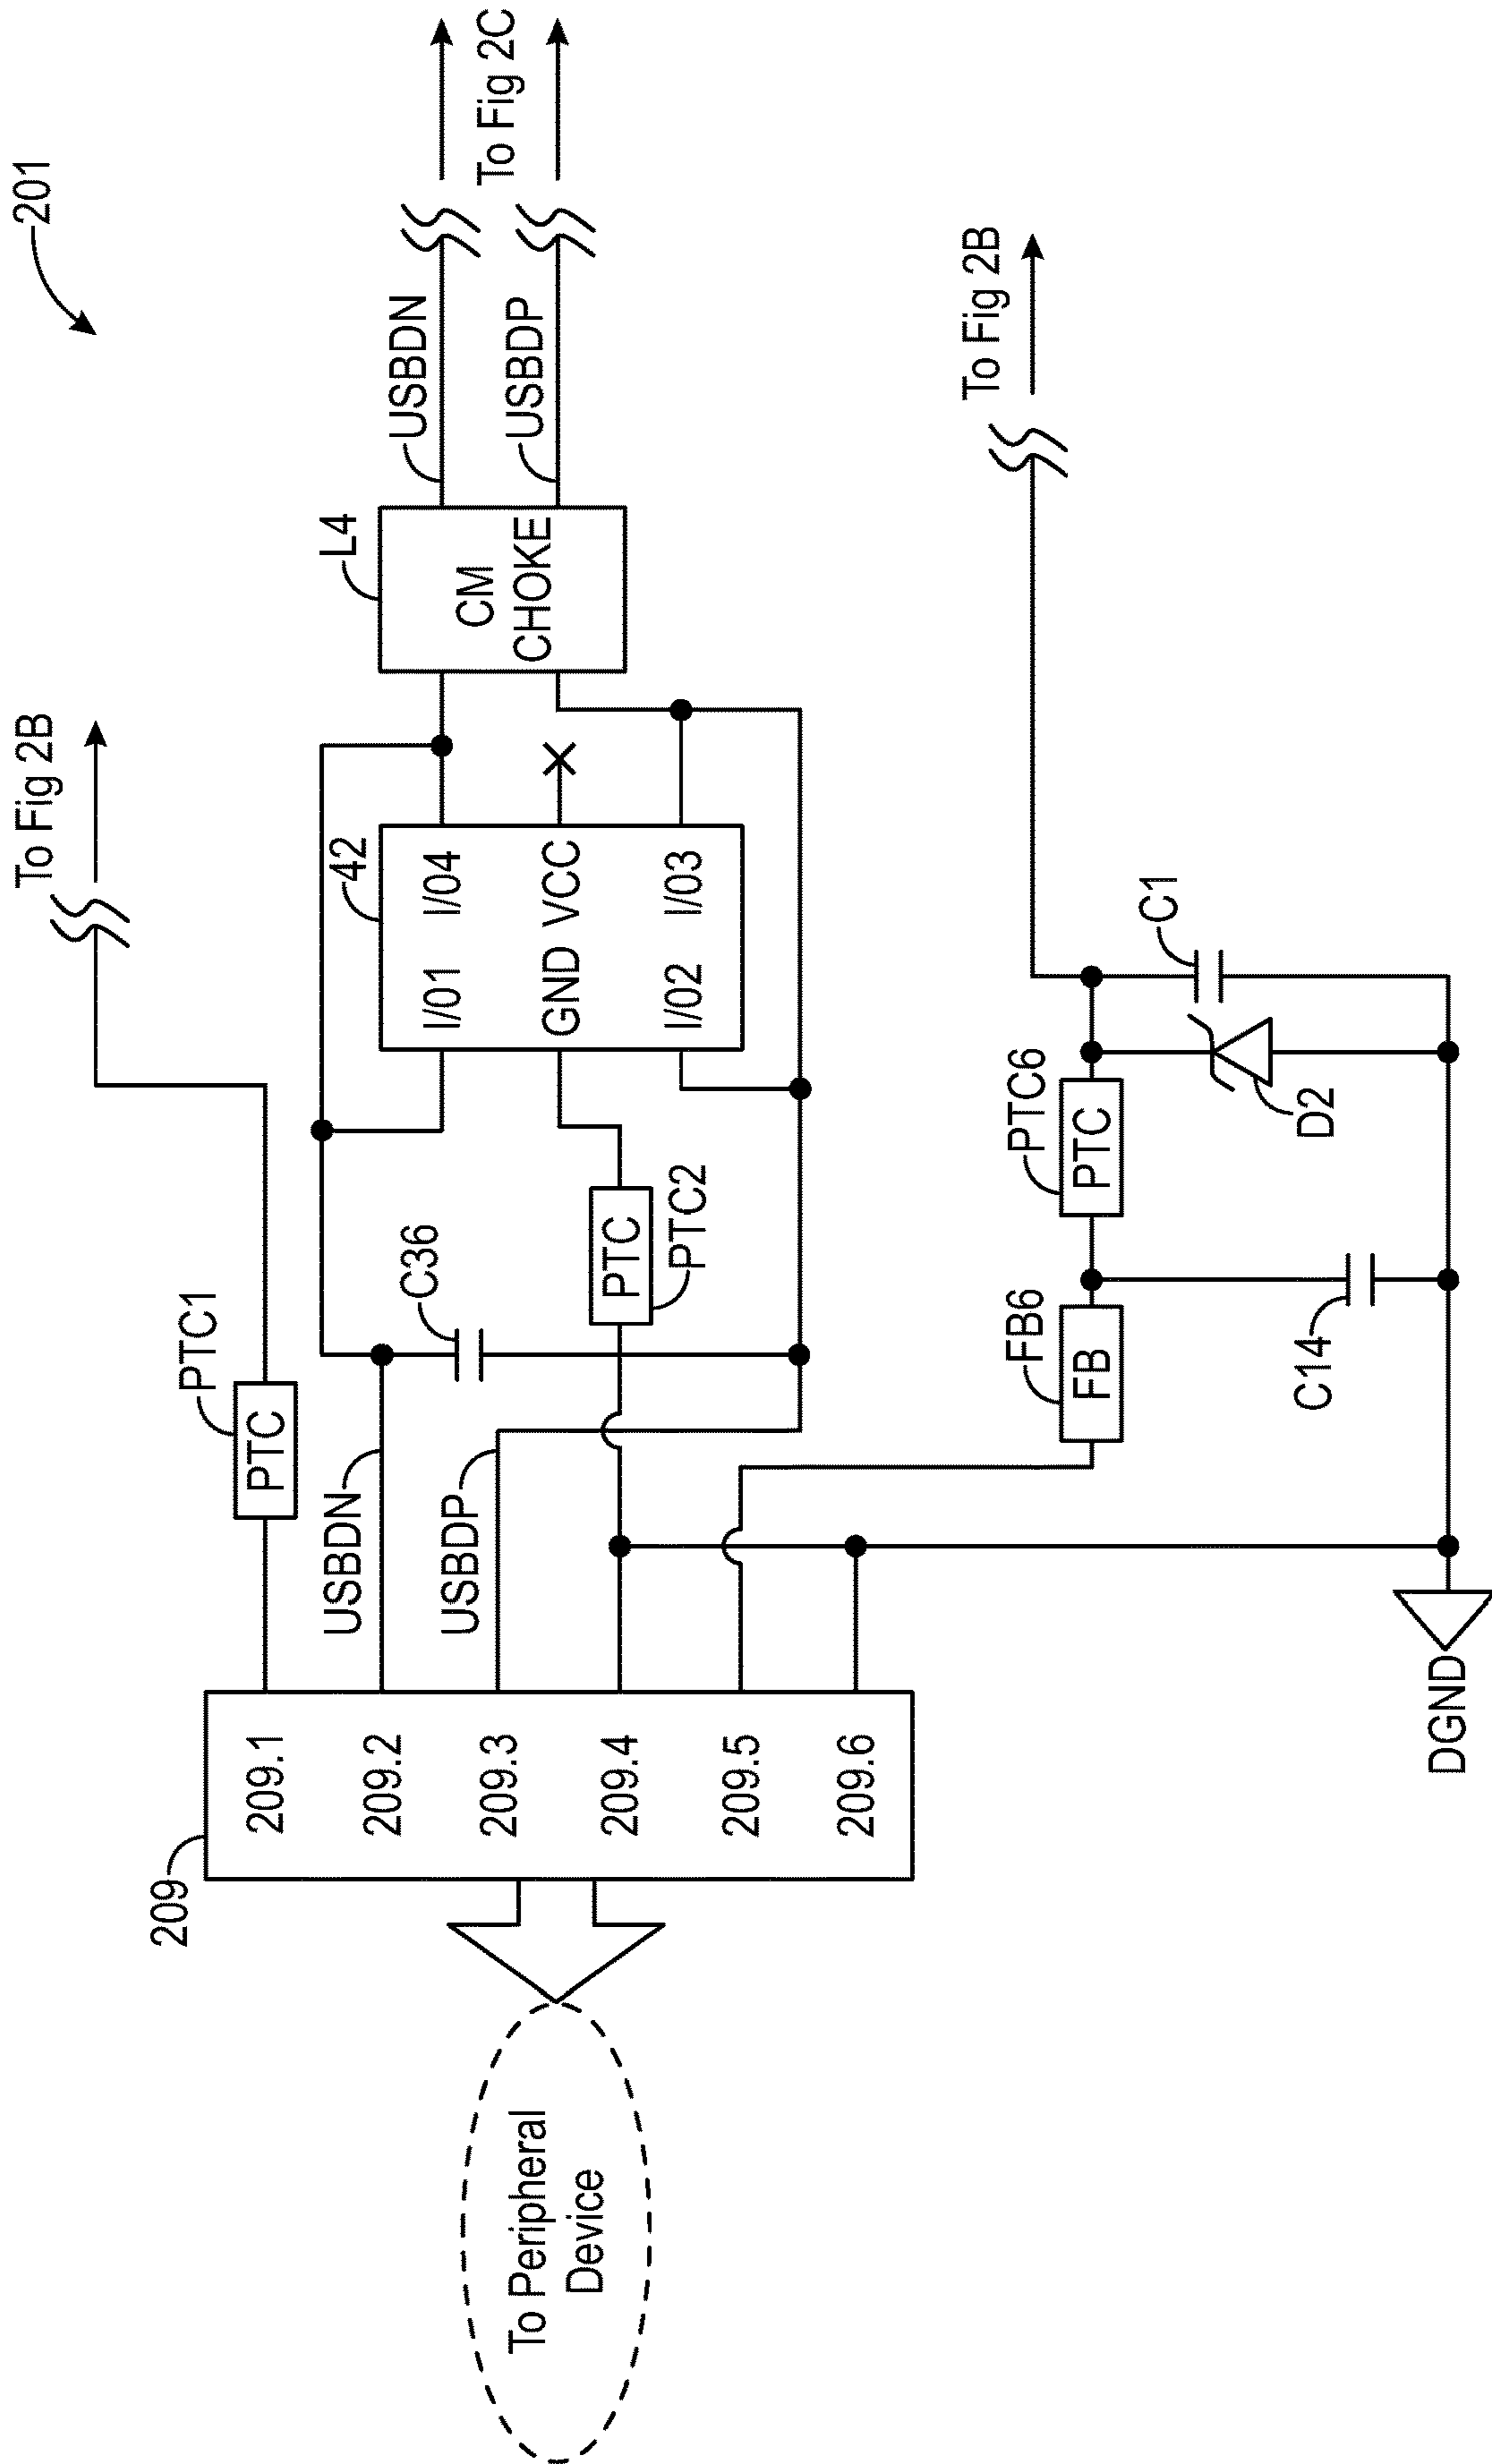 201
To Fig 2B
PTC1
PTC
USBDN
USBDP
C36
PTC
PTC2
42
I/01 I/04
GND VCC
I/02 I/03
L4
CM
CHOKE
USBDN
USBDP
To Fig 2C
209
209.1
209.2
209.3
209.4
209.5
209.6
To Peripheral
Device
FB6
FB
PTC6
PTC
C14
D2
C1
To Fig 2B
DGND